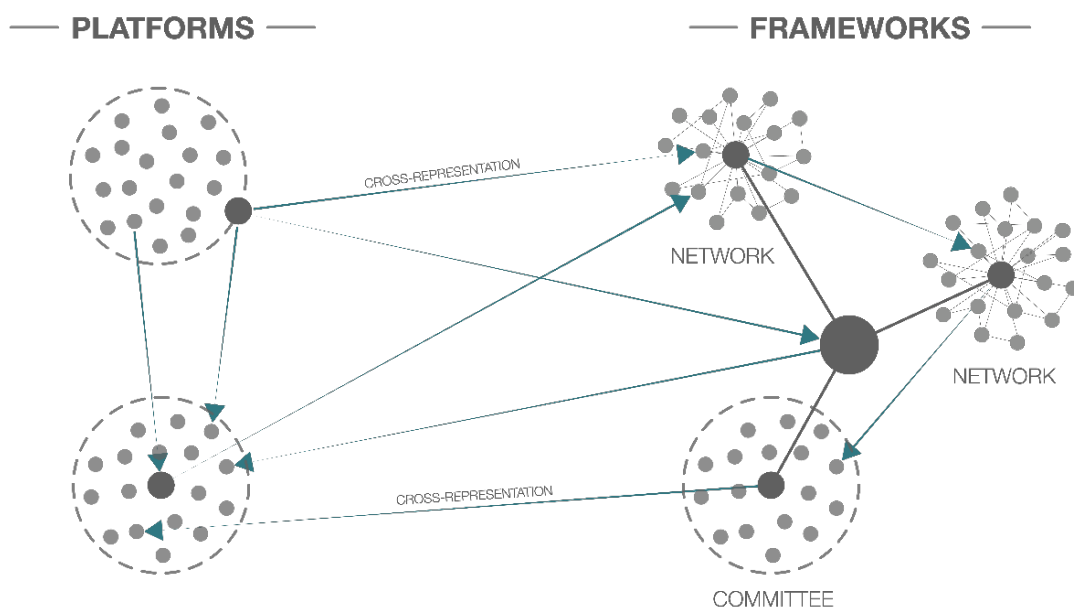 PLATFORMS
FRAMEWORKS
CROSS-REPRESENTATION
NETWORK
NETWORK
CROSS-REPRESENTATION
COMMITTEE